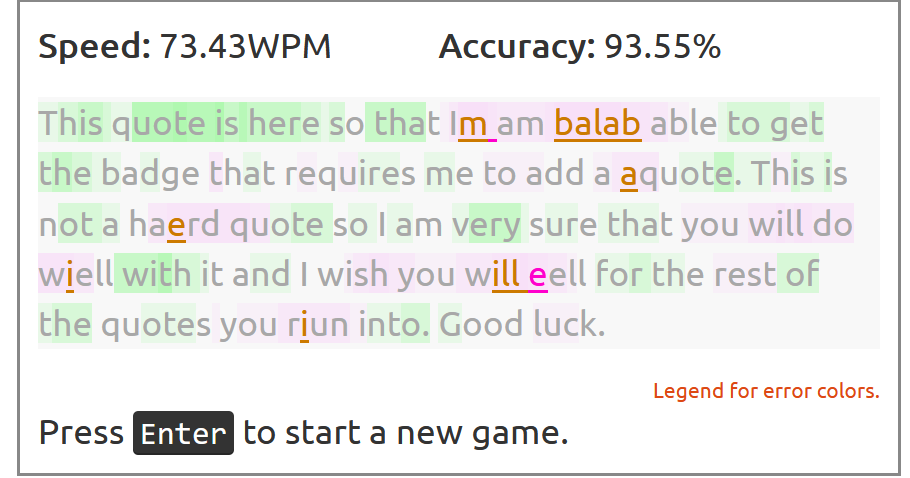 Speed: 73.43WPM Accuracy: 93.55%
This quote is here so that Im am balab able to get
the badge that requires me to add a aquote. This is
not a haerd quote so I am very sure that you will do
wiell with it and I wish you will eell for the rest of
the quotes you riun into. Good luck.
Legend for error colors.
Press Enter to start a new game.